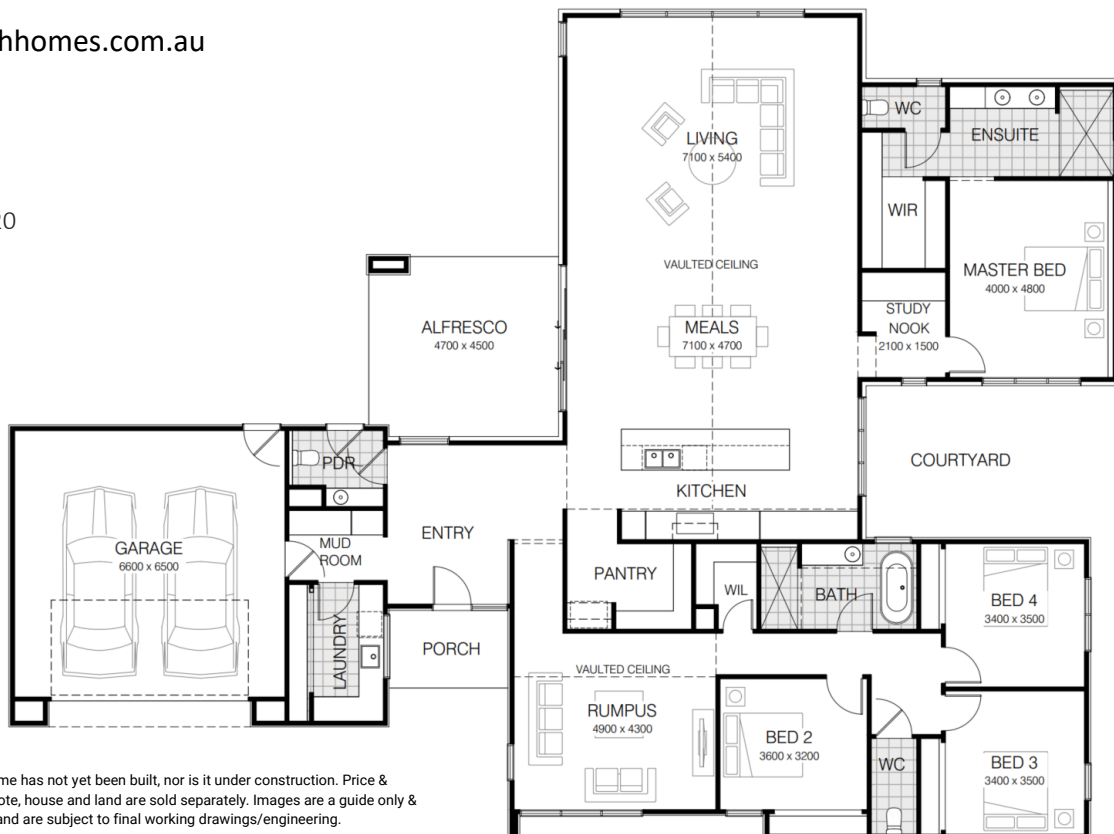 hhomes.com.au
20
LIVING
7100 x 5400
WC
ENSUITE
WIR
MASTER BED
4000 x 4800
VAULTED CEILING
STUDY
NOOK
2100 x 1500
ALFRESCO
4700 x 4500
MEALS
7100 x 4700
COURTYARD
PDR
KITCHEN
ENTRY
MUD
ROOM
GARAGE
6600 x 6500
PANTRY
WIL
BATH
BED 4
3400 x 3500
LAUNDRY
PORCH
VAULTED CEILING
RUMPUS
4900 x 4300
BED 2
3600 x 3200
WC
BED 3
3400 x 3500
me has not yet been built, nor is it under construction. Price &
ote, house and land are sold separately. Images are a guide only &
and are subject to final working drawings/engineering.